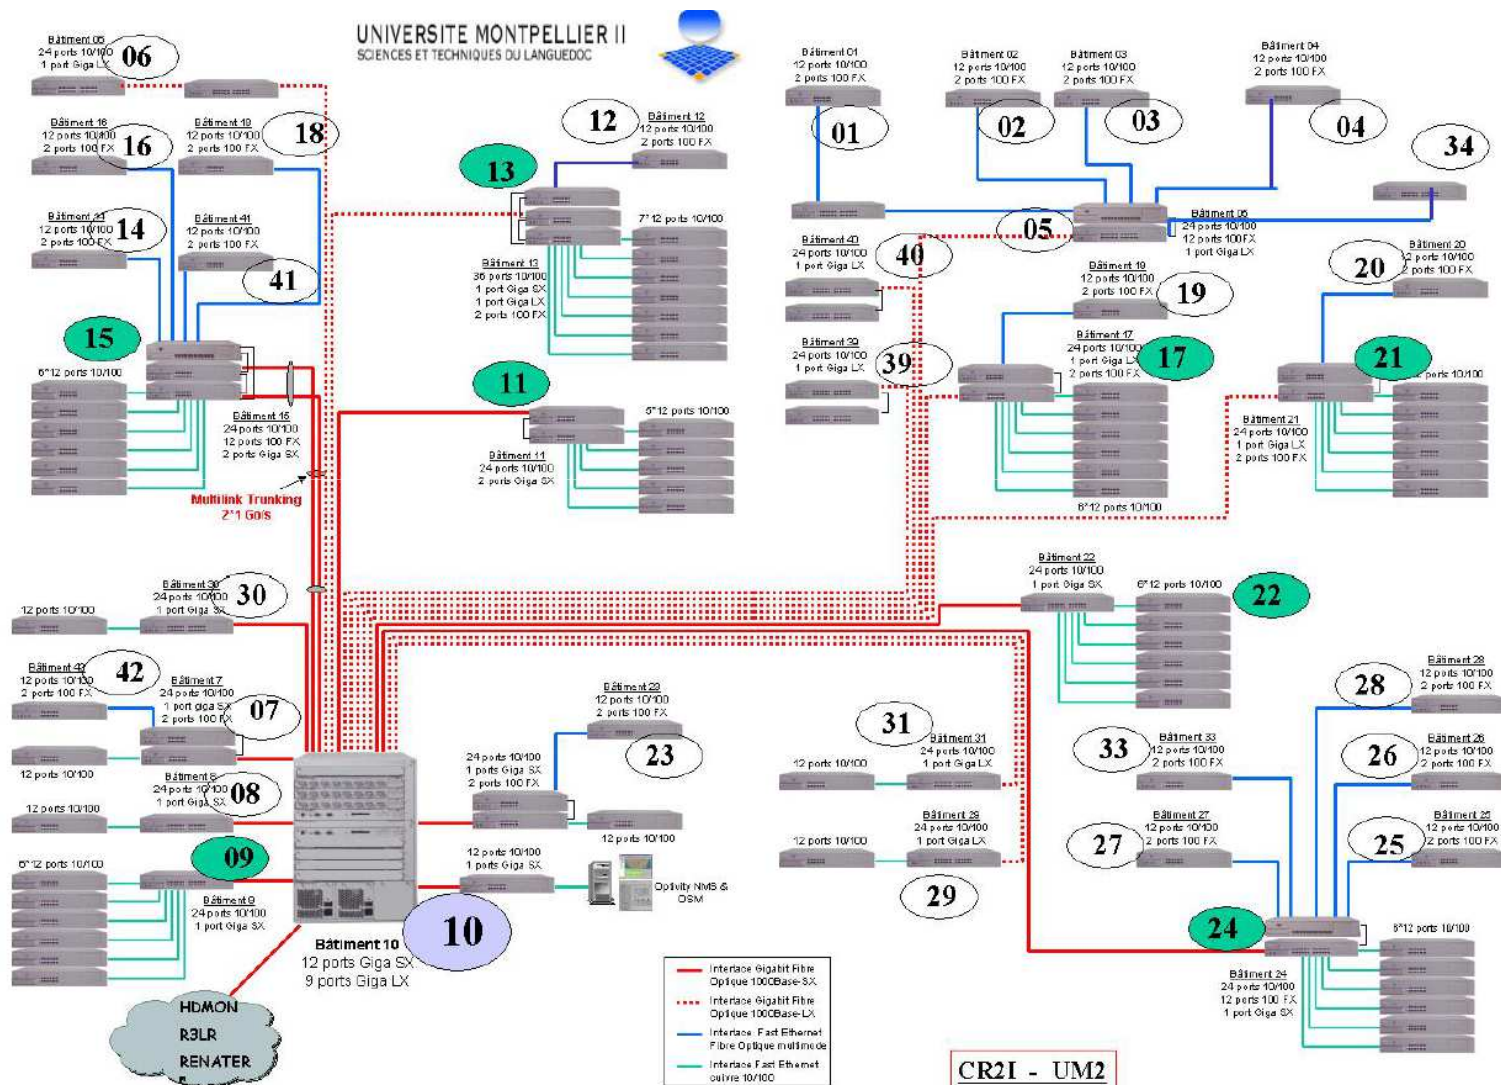 UNIVERSITE MONTPELLIER II
SCIENCES ET TECHNIQUES DU LANGUEDOC
24 ports 10/100
1 port Giga LX
06
Bâtiment 16
12 ports 10/100
2 ports 100 FX
16
12 ports 10/100
2 ports 100 FX
18
12 ports 10/100
2 ports 100 FX
14
Bâtiment 41
12 ports 10/100
2 ports 100 FX
41
15
6*12 ports 10/100
Bâtiment 15
24 ports 10/100
12 ports 100 FX
2 ports Giga SX
Multilink Trunking
2*1 Go/s
12
Bâtiment 12
12 ports 10/100
2 ports 100 FX
13
7*12 ports 10/100
Bâtiment 13
36 ports 10/100
1 port Giga SX
1 port Giga LX
2 ports 100 FX
11
5*12 ports 10/100
Bâtiment 11
24 ports 10/100
2 ports Giga SX
Bâtiment 01
12 ports 10/100
2 ports 100 FX
01
Bâtiment 02
12 ports 10/100
2 ports 100 FX
02
Bâtiment 03
12 ports 10/100
2 ports 100 FX
03
Bâtiment 04
12 ports 10/100
2 ports 100 FX
04
34
05
Bâtiment 05
24 ports 10/100
12 ports 100 FX
1 port Giga LX
Bâtiment 40
24 ports 10/100
1 port Giga LX
40
Bâtiment 39
24 ports 10/100
1 port Giga LX
39
12 ports 10/100
2 ports 100 FX
19
Bâtiment 17
24 ports 10/100
1 port Giga LX
2 ports 100 FX
17
6*12 ports 10/100
Bâtiment 20
12 ports 10/100
2 ports 100 FX
20
21
12 ports 10/100
Bâtiment 21
24 ports 10/100
1 port Giga LX
2 ports 100 FX
Bâtiment 30
24 ports 10/100
1 port Giga SX
30
12 ports 10/100
12 ports 10/100
2 ports 100 FX
42
Bâtiment 7
24 ports 10/100
1 port giga SX
2 ports 100 FX
07
12 ports 10/100
Bâtiment 8
24 ports 10/100
1 port Giga SX
08
12 ports 10/100
09
6*12 ports 10/100
Bâtiment 9
24 ports 10/100
1 port Giga SX
Bâtiment 10
12 ports Giga SX
9 ports Giga LX
10
HDMON
R3LR
RENATER
Bâtiment 23
12 ports 10/100
2 ports 100 FX
23
24 ports 10/100
1 ports Giga SX
2 ports 100 FX
12 ports 10/100
12 ports 10/100
1 ports Giga SX
Optivity NMS &
Bâtiment 22
24 ports 10/100
1 port Giga SX
6*12 ports 10/100
22
31
Bâtiment 31
24 ports 10/100
1 port Giga LX
12 ports 10/100
24 ports 10/100
1 port Giga LX
12 ports 10/100
29
28
Bâtiment 28
12 ports 10/100
2 ports 100 FX
33
Bâtiment 33
12 ports 10/100
2 ports 100 FX
26
Bâtiment 26
12 ports 10/100
2 ports 100 FX
27
Bâtiment 27
12 ports 10/100
2 ports 100 FX
25
Bâtiment 25
12 ports 10/100
2 ports 100 FX
24
6*12 ports 10/100
Bâtiment 24
24 ports 10/100
12 ports 100 FX
1 port Giga SX
Interface Gigabit Fibre
Optique 1000Base-SX
Interface Gigabit Fibre
Optique 1000Base-LX
Interface Fast Ethernet
Fibre Optique multimode
Interface Fast Ethernet
cuivre 10/100
CR2I - UM2